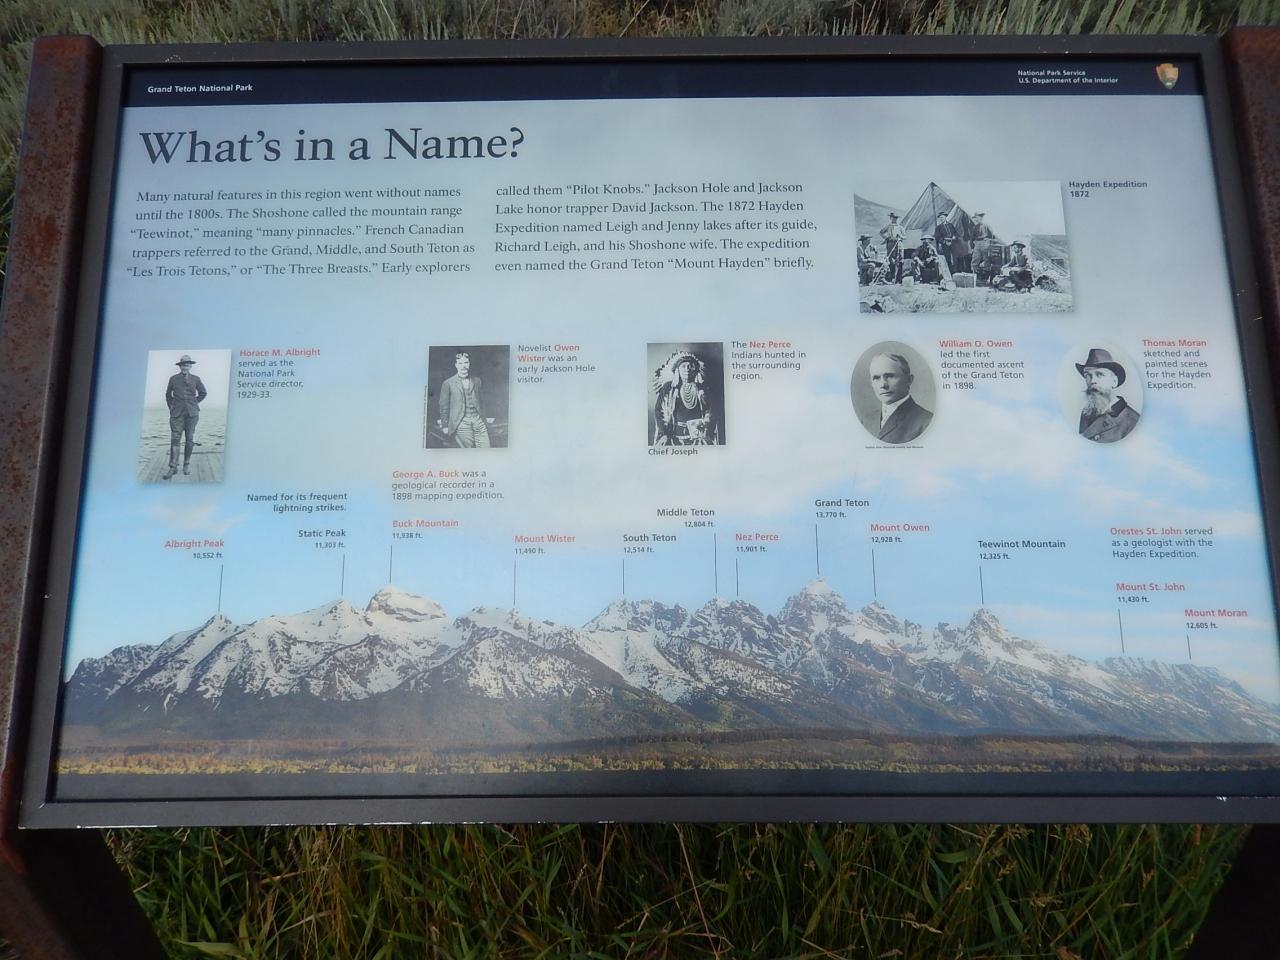 Grand Teton National Park
National Park Service
U.S. Department of the Interior
What's in a Name?
Many natural features in this region went without names
until the 1800s. The Shoshone called the mountain range
"Teewinot," meaning "many pinnacles." French Canadian
trappers referred to the Grand, Middle, and South Teton as
"Les Trois Tetons," or "The Three Breasts." Early explorers
called them "Pilot Knobs." Jackson Hole and Jackson
Lake honor trapper David Jackson. The 1872 Hayden
Expedition named Leigh and Jenny lakes after its guide,
Richard Leigh, and his Shoshone wife. The expedition
even named the Grand Teton "Mount Hayden" briefly.
Hayden Expedition
1872
Horace M. Albright
served as the
National Park
Service director,
1929-33.
Novelist Owen
Wister was an
early Jackson Hole
visitor.
The Nez Perce
Indians hunted in
the surrounding
region.
Chief Joseph
William O. Owen
led the first
documented ascent
of the Grand Teton
in 1898.
Thomas Moran
sketched and
painted scenes
for the Hayden
Expedition.
George A. Buck was a
geological recorder in a
1898 mapping expedition.
Named for its frequent
lightning strikes.
Albright Peak
10,552 ft.
Static Peak
11,303 ft.
Buck Mountain
11,938 ft.
Mount Wister
11,490 ft.
South Teton
12,514 ft.
Middle Teton
12,804 ft.
Nez Perce
11,901 ft.
Grand Teton
13,770 ft.
Mount Owen
12,928 ft.
Teewinot Mountain
12,325 ft.
Orestes St. John served
as a geologist with the
Hayden Expedition.
Mount St. John
11,430 ft.
Mount Moran
12,605 ft.